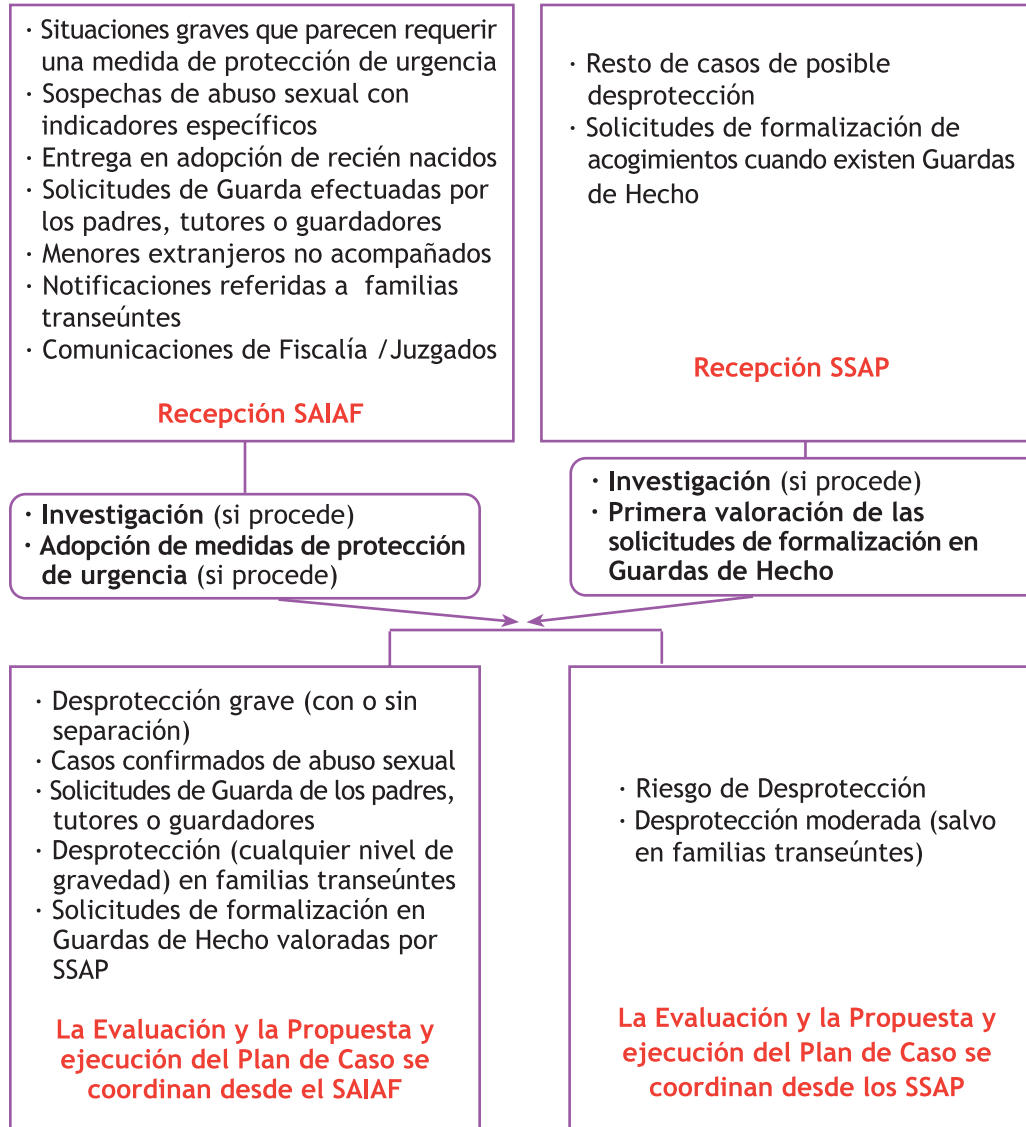 · Situaciones graves que parecen requerir
una medida de protección de urgencia
· Sospechas de abuso sexual con
indicadores específicos
· Entrega en adopción de recién nacidos
· Solicitudes de Guarda efectuadas por
los padres, tutores o guardadores
· Menores extranjeros no acompañados
· Notificaciones referidas a familias
transeúntes
· Comunicaciones de Fiscalía /Juzgados
Recepción SAIAF
· Resto de casos de posible
desprotección
· Solicitudes de formalización de
acogimientos cuando existen Guardas
de Hecho
Recepción SSAP
· Investigación (si procede)
· Adopción de medidas de protección
de urgencia (si procede)
· Investigación (si procede)
· Primera valoración de las
solicitudes de formalización en
Guardas de Hecho
· Desprotección grave (con o sin
separación)
· Casos confirmados de abuso sexual
· Solicitudes de Guarda de los padres,
tutores o guardadores
· Desprotección (cualquier nivel de
gravedad) en familias transeúntes
· Solicitudes de formalización en
Guardas de Hecho valoradas por
SSAP
La Evaluación y la Propuesta y
ejecución del Plan de Caso se
coordinan desde el SAIAF
· Riesgo de Desprotección
· Desprotección moderada (salvo
en familias transeúntes)
La Evaluación y la Propuesta y
ejecución del Plan de Caso se
coordinan desde los SSAP